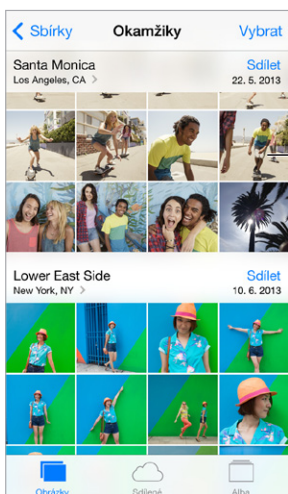 Sbírky Okamžiky Vybrat
Santa Monica Sdílet
Los Angeles, CA 22. 5. 2013
Lower East Side Sdílet
New York, NY 10. 6. 2013
Obrázky Sdílené Alba